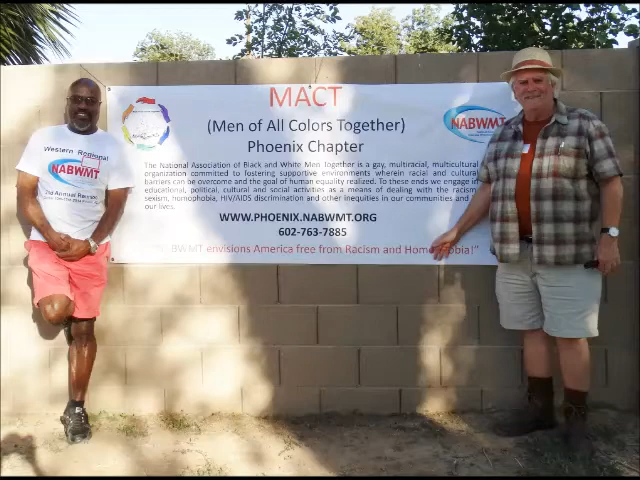 MACT
(Men of All Colors Together)
Phoenix Chapter
The National Association of Black and White Men Together is a gay, multiracial, multicultural
organization committed to fostering supportive environments wherein racial and cultural
barriers can be overcome and the goal of human equality realized. To these ends we engage in
educational, political, cultural and social activities as a means of dealing with the racism,
sexism, homophobia, HIV/AIDS discrimination and other inequities in our communities and in
our lives.
WWW.PHOENIX.NABWMT.ORG
602-763-7885
BWMT envisions America free from Racism and Homophobia!"
NABWMT
Western Regional
NABWMT
2nd Annual